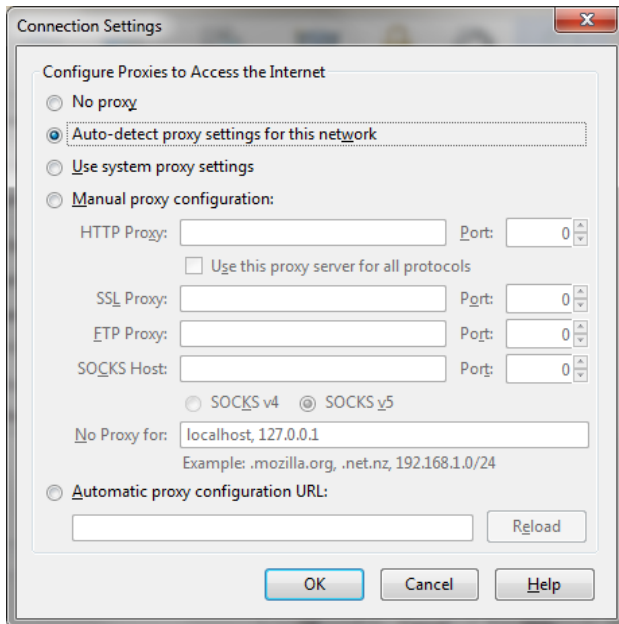 Connection Settings
Configure Proxies to Access the Internet
No proxy
Auto-detect proxy settings for this network
Use system proxy settings
Manual proxy configuration:
HTTP Proxy: Port: 0
Use this proxy server for all protocols
SSL Proxy: Port: 0
FTP Proxy: Port: 0
SOCKS Host: Port: 0
SOCKS v4 SOCKS v5
No Proxy for: localhost, 127.0.0.1
Example: .mozilla.org, .net.nz, 192.168.1.0/24
Automatic proxy configuration URL:
Reload
OK Cancel Help